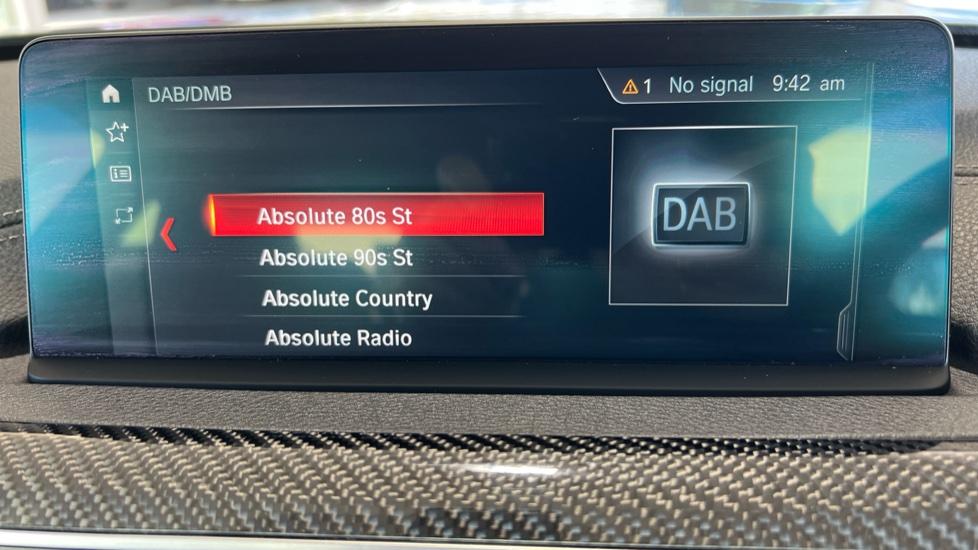 DAB/DMB
1 No signal 9:42 am
Absolute 80s St
Absolute 90s St
Absolute Country
Absolute Radio
DAB